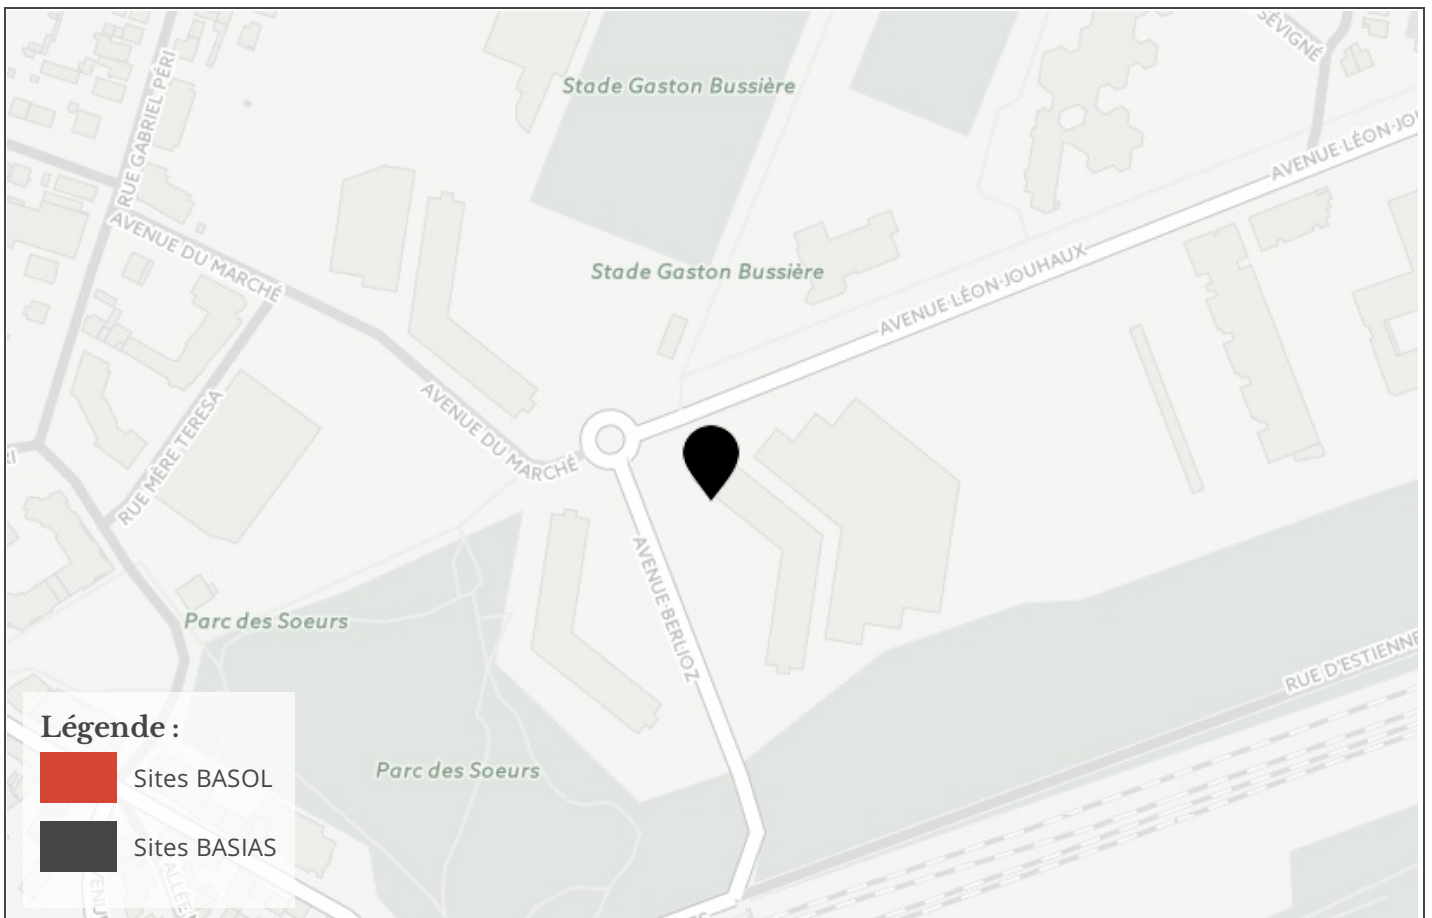 SÉVIGNÉ
RUE GABRIEL PÉRI
Stade Gaston Bussière
AVENUE LÉON-JO
AVENUE DU MARCHÉ
Stade Gaston Bussière
AVENUE LÉON-JOUHAUX
AVENUE DU MARCHÉ
RUE MÈRE TERESA
RI
AVENUE BERLIOZ
Parc des Soeurs
RUE D'ESTIENNE
Parc des Soeurs
Légende :
Sites BASOL
Sites BASIAS
ALLÉE